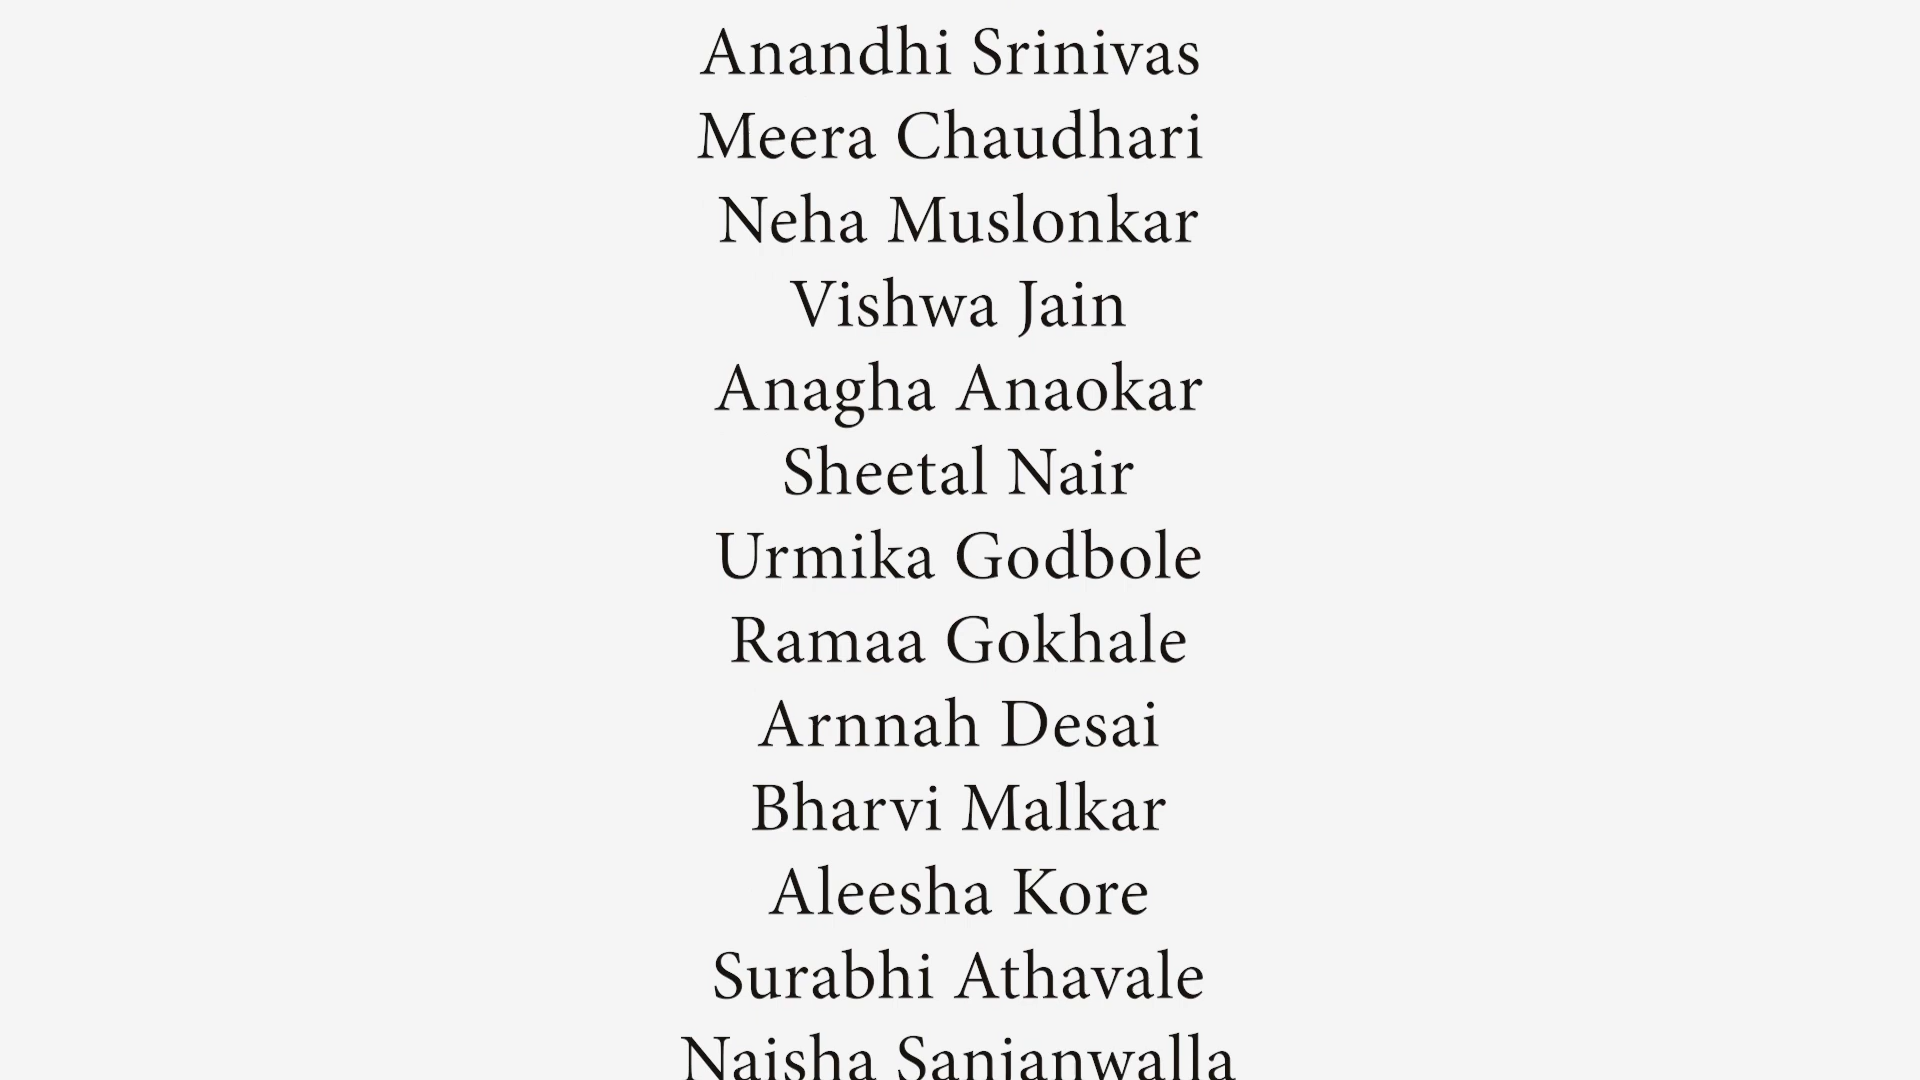 Anandhi Srinivas
Meera Chaudhari
Neha Muslonkar
Vishwa Jain
Anagha Anaokar
Sheetal Nair
Urmika Godbole
Ramaa Gokhale
Arnnah Desai
Bharvi Malkar
Aleesha Kore
Surabhi Athavale
Naisha Sanjanwalla